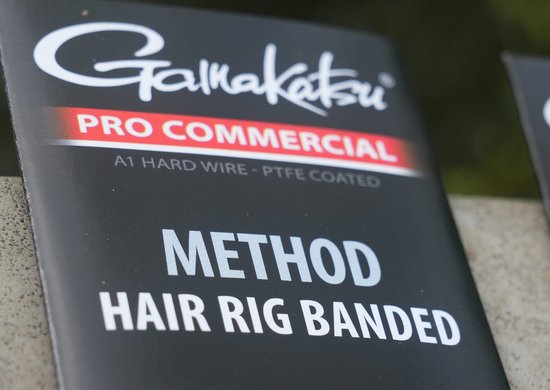 Gamakatsu®
PRO COMMERCIAL
A1 HARD WIRE - PTFE COATED
METHOD
HAIR RIG BANDED